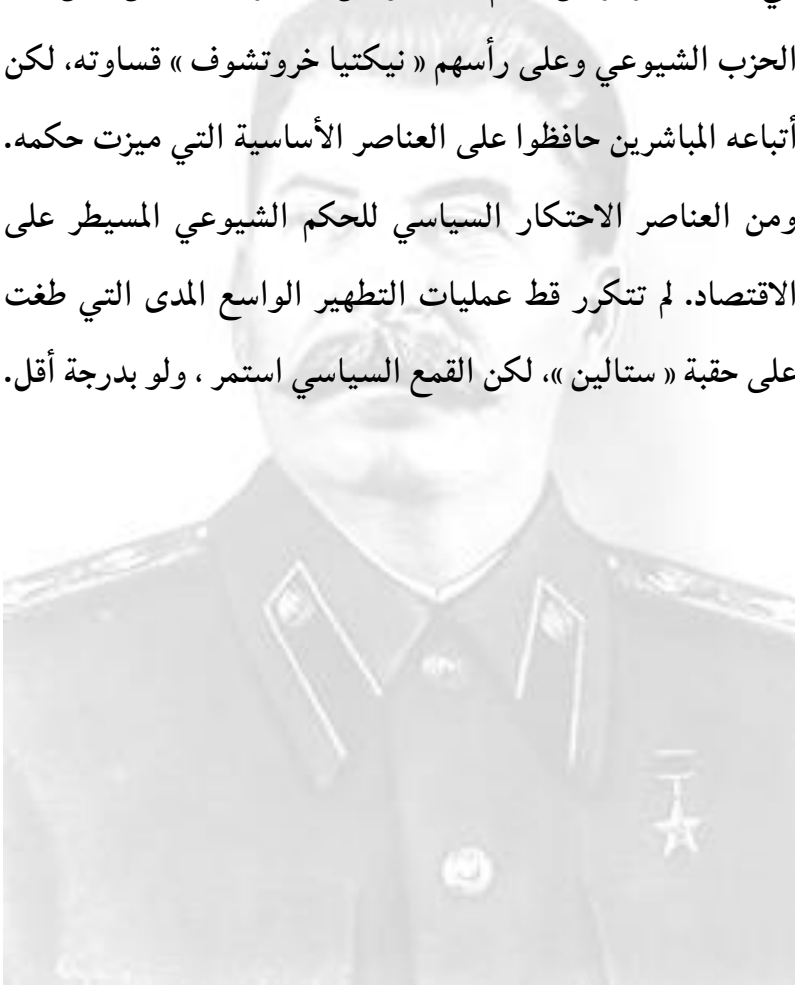 الحزب الشيوعي وعلى رأسهم « نيكتيا خروتشوف » قساوته، لكن
أتباعه المباشرين حافظوا على العناصر الأساسية التي ميزت حكمه.
ومن العناصر الاحتكار السياسي للحكم الشيوعي المسيطر على
الاقتصاد. لم تتكرر قط عمليات التطهير الواسع المدى التي طغت
على حقبة « ستالين »، لكن القمع السياسي استمر ، ولو بدرجة أقل.